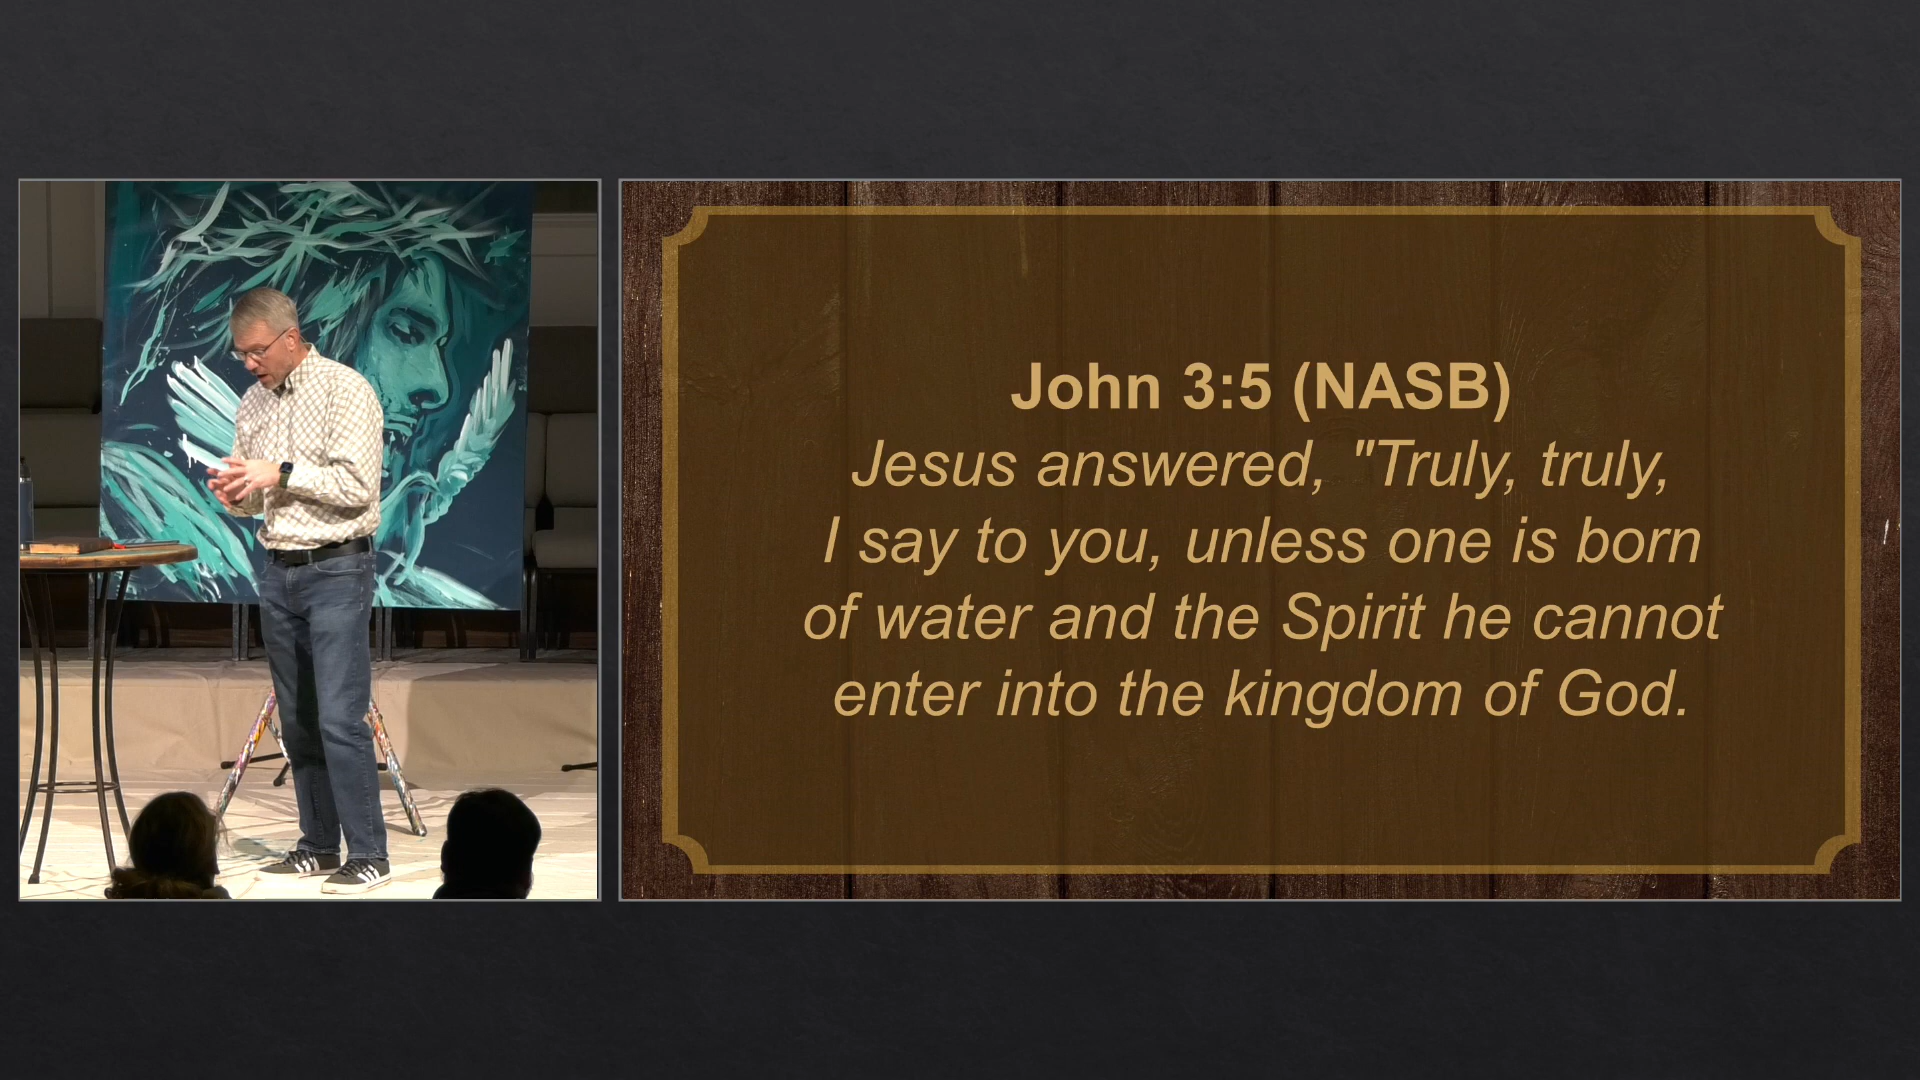 John 3:5 (NASB)
Jesus answered, "Truly, truly,
I say to you, unless one is born
of water and the Spirit he cannot
enter into the kingdom of God.